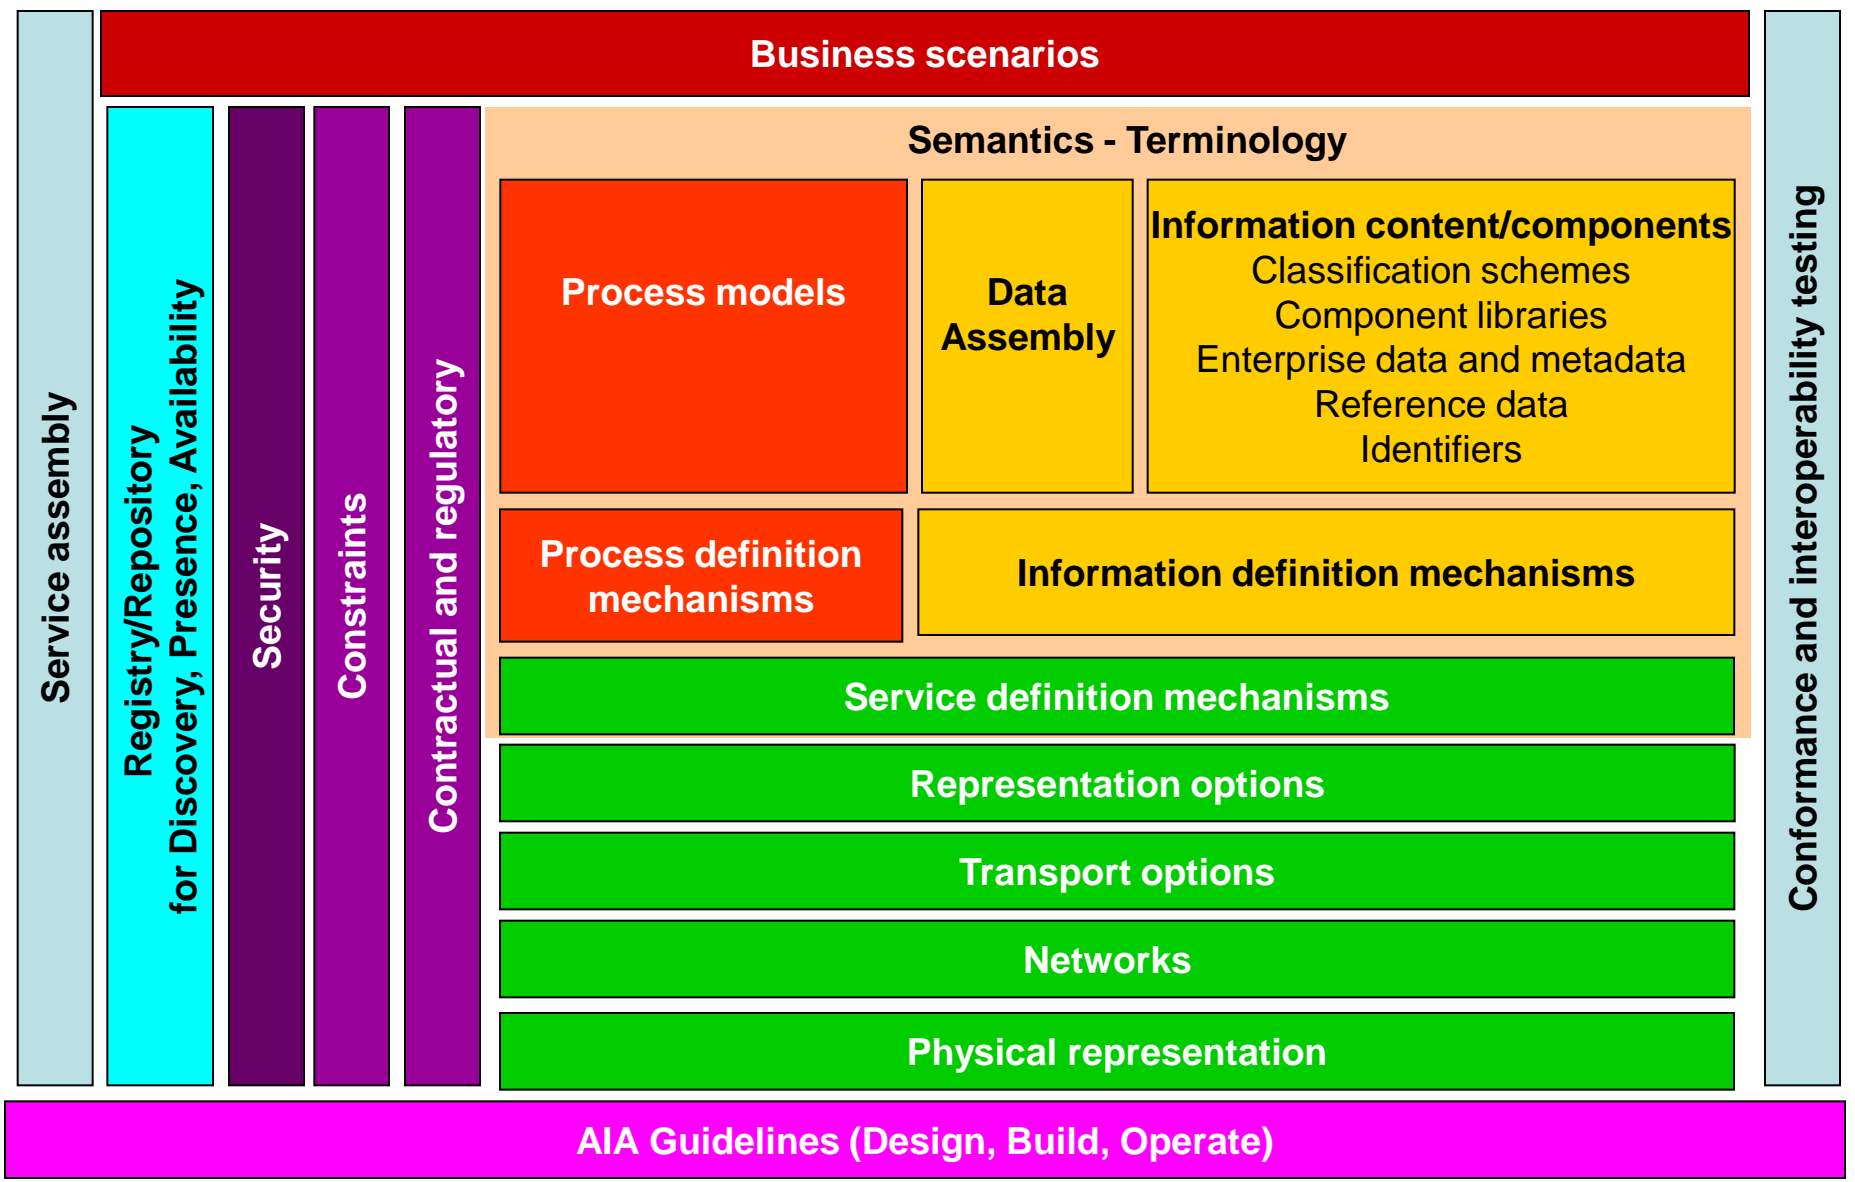 Business scenarios
Service assembly
Registry/Repository
for Discovery, Presence, Availability
Security
Constraints
Contractual and regulatory
Semantics - Terminology
Process models
Data
Assembly
Information content/components
Classification schemes
Component libraries
Enterprise data and metadata
Reference data
Identifiers
Process definition
mechanisms
Information definition mechanisms
Service definition mechanisms
Representation options
Transport options
Networks
Physical representation
Conformance and interoperability testing
AIA Guidelines (Design, Build, Operate)